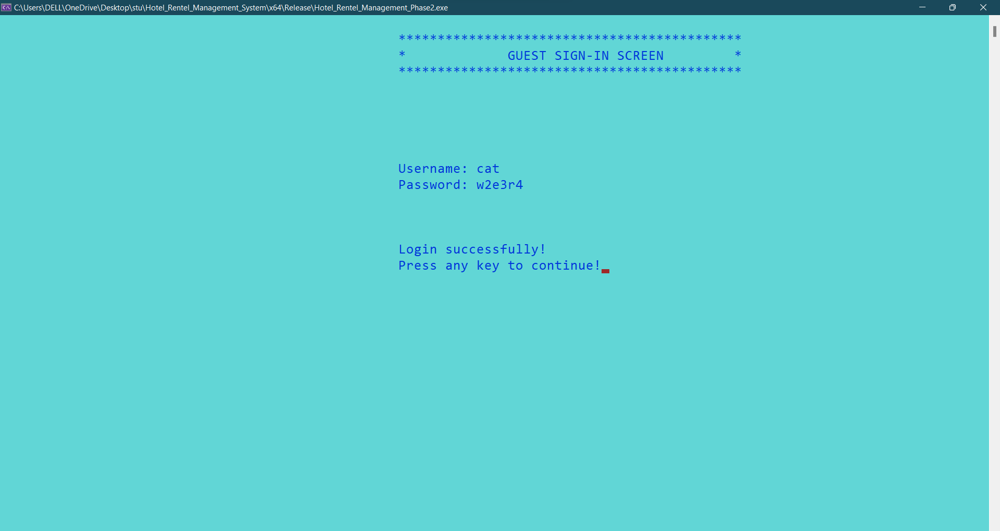 C:\Users\DELL\OneDrive\Desktop\stu\Hotel_Rentel_Management_System\x64\Release\Hotel_Rentel_Management_Phase2.exe
********************************************
* GUEST SIGN-IN SCREEN *
********************************************
Username: cat
Password: w2e3r4
Login successfully!
Press any key to continue!